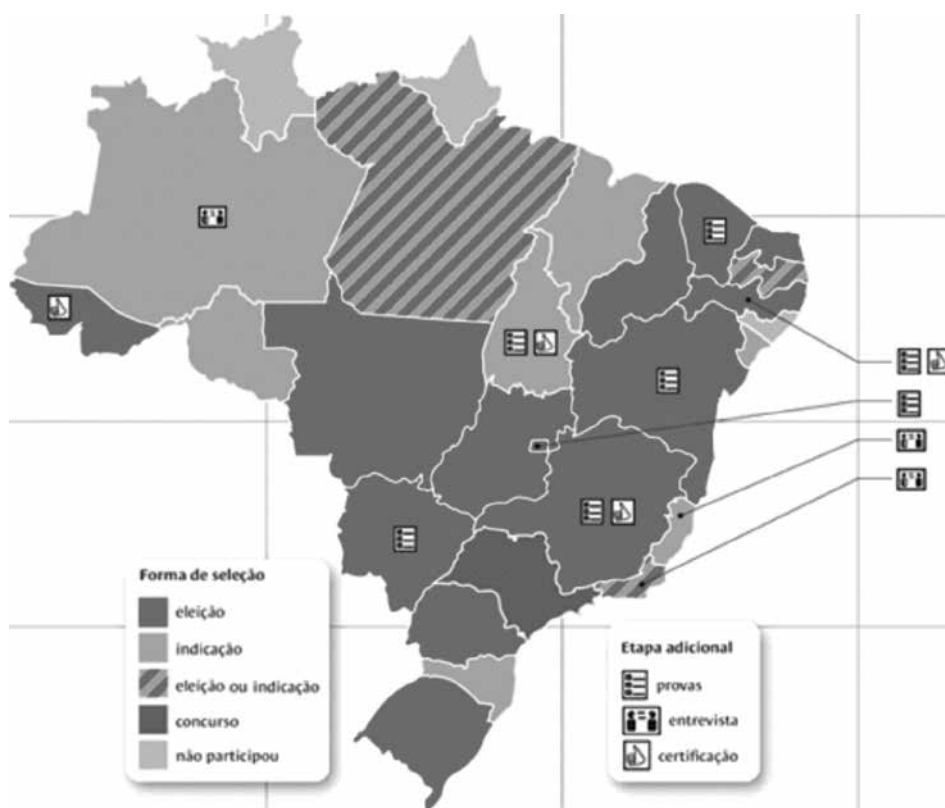 Forma de seleção
eleição
indicação
eleição ou indicação
concurso
não participou
Etapa adicional
provas
entrevista
certificação